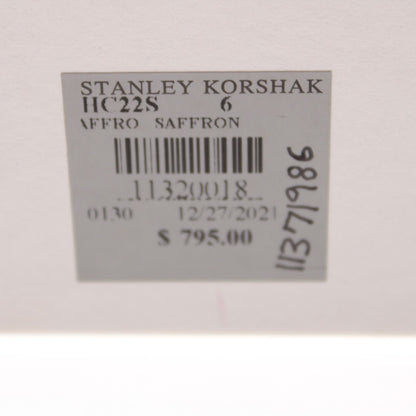 STANLEY KORSHAK
HC22S 6
AFFRO SAFFRON
11320018
0130 12/27/2021
$ 795.00
11371986